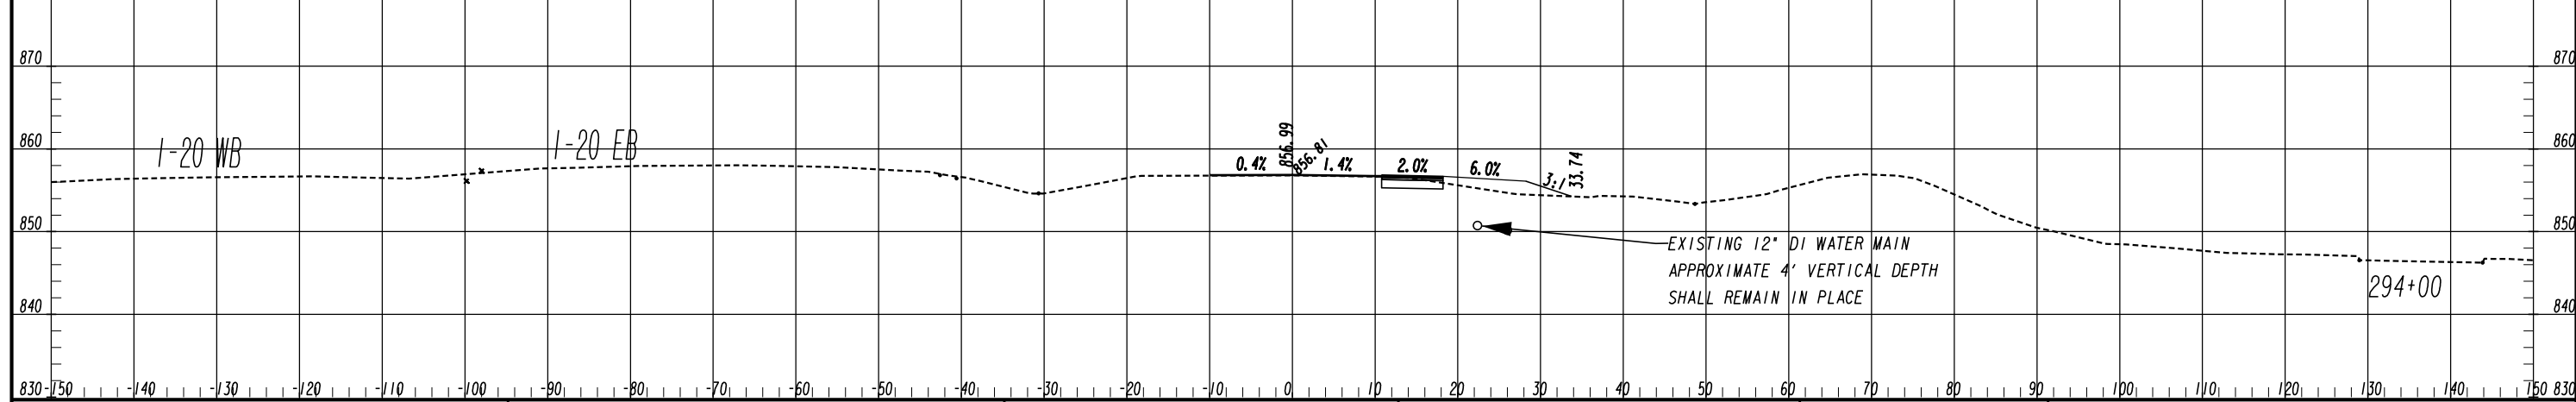 870 870
860 860
I-20 WB
I-20 EB
856.99
856.81
0.4% 1.4% 2.0% 6.0%
3:1
33.74
850 850
EXISTING 12" DI WATER MAIN
APPROXIMATE 4' VERTICAL DEPTH
SHALL REMAIN IN PLACE
294+00
840 840
830 -150 -140 -130 -120 -110 -100 -90 -80 -70 -60 -50 -40 -30 -20 -10 0 10 20 30 40 50 60 70 80 90 100 110 120 130 140 150 830